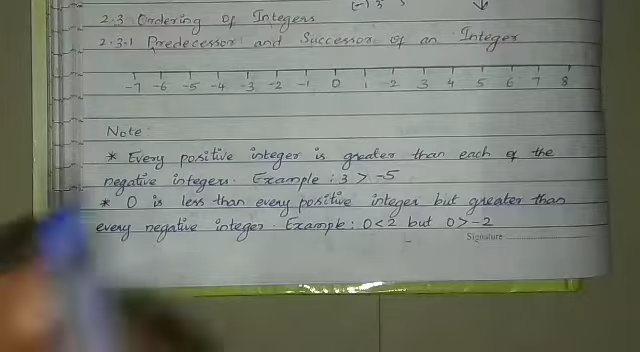 2.3 Ordering of Integers
2.3.1 Predecessor and Successor of an Integer
-7 -6 -5 -4 -3 -2 -1 0 1 2 3 4 5 6 7 8
Note:
* Every positive integer is greater than each of the
negative integers. Example : 3 > -5
* 0 is less than every positive integer but greater than
every negative integer. Example: 0 < 2 but 0 > -2
Signature